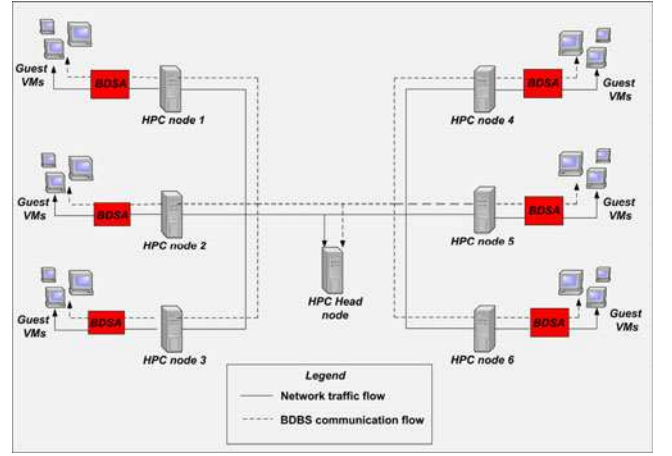 Guest
VMs
BDSA
HPC node 1
BDSA
Guest
VMs
HPC node 4
Guest
VMs
BDSA
HPC node 2
BDSA
Guest
VMs
HPC node 5
HPC Head
node
Guest
VMs
BDSA
HPC node 3
BDSA
Guest
VMs
HPC node 6
Legend
Network traffic flow
BDBS communication flow